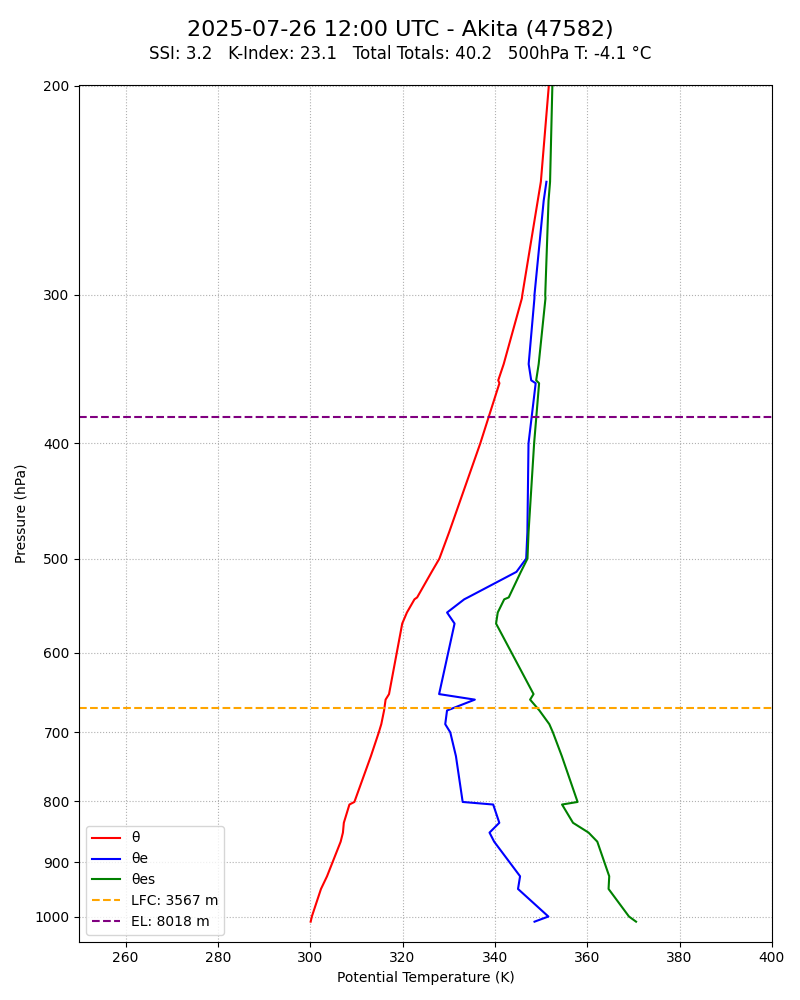 2025-07-26 12:00 UTC - Akita (47582)
SSI: 3.2 K-Index: 23.1 Total Totals: 40.2 500hPa T: -4.1 °C
200
300
400
500
600
700
800
900
1000
Pressure (hPa)
θ
θe
θes
LFC: 3567 m
EL: 8018 m
260 280 300 320 340 360 380 400
Potential Temperature (K)